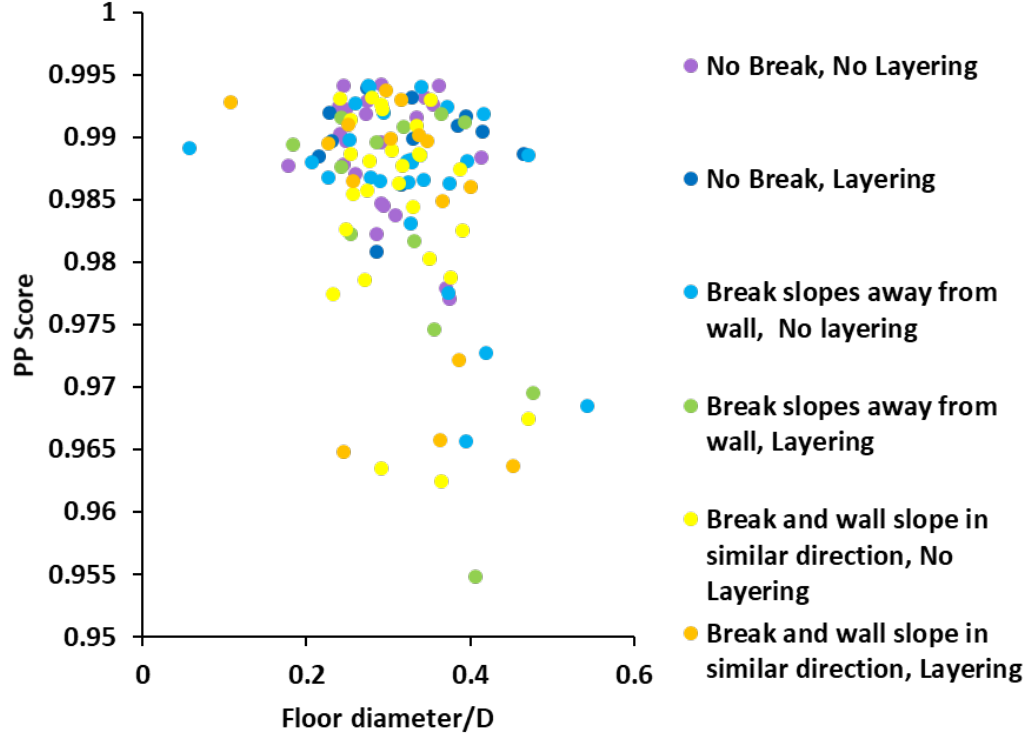 1
0.995
0.99
0.985
0.98
0.975
0.97
0.965
0.96
0.955
0.95
PP Score
0
0.2
0.4
0.6
Floor diameter/D
No Break, No Layering
No Break, Layering
Break slopes away from
wall,  No layering
Break slopes away from
wall, Layering
Break and wall slope in
similar direction, No
Layering
Break and wall slope in
similar direction, Layering